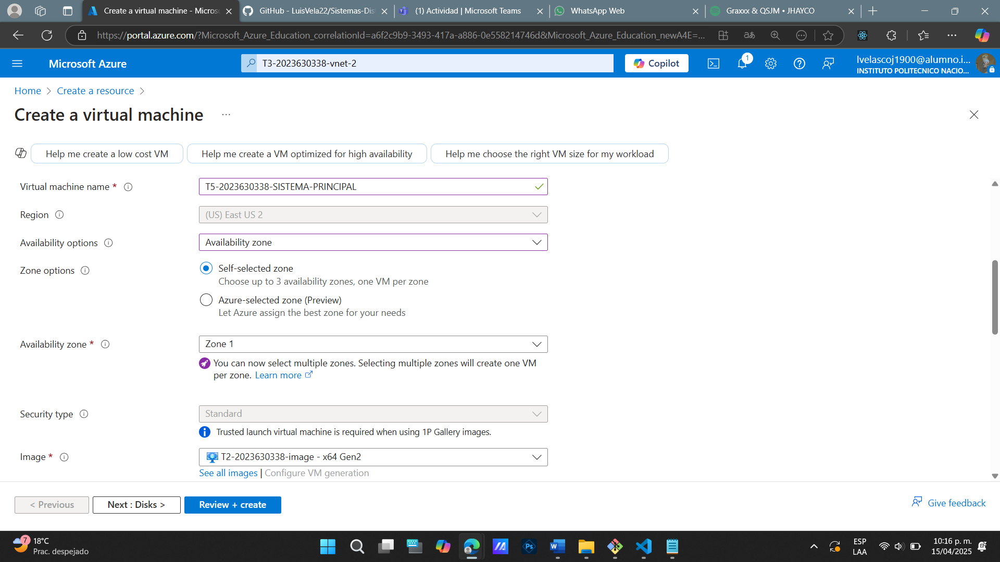 Create a virtual machine - Micros
GitHub - LuisVela22/Sistemas-Dis
(1) Actividad | Microsoft Teams
WhatsApp Web
Graxxx & QSJM • JHAYCO
https://portal.azure.com/?Microsoft_Azure_Education_correlationId=a6f2c9b9-3493-417a-a886-0e558214746d&Microsoft_Azure_Education_newA4E=...
Microsoft Azure
T3-2023630338-vnet-2
Copilot
1
lvelascoj1900@alumno.i...
INSTITUTO POLITECNICO NACIO...
Home > Create a resource >
Create a virtual machine ...
Help me create a low cost VM
Help me create a VM optimized for high availability
Help me choose the right VM size for my workload
Virtual machine name *
T5-2023630338-SISTEMA-PRINCIPAL
Region
(US) East US 2
Availability options
Availability zone
Zone options
Self-selected zone
Choose up to 3 availability zones, one VM per zone
Azure-selected zone (Preview)
Let Azure assign the best zone for your needs
Availability zone *
Zone 1
You can now select multiple zones. Selecting multiple zones will create one VM
per zone. Learn more
Security type
Standard
Trusted launch virtual machine is required when using 1P Gallery images.
Image *
T2-2023630338-image - x64 Gen2
See all images | Configure VM generation
< Previous
Next : Disks >
Review + create
Give feedback
7
18°C
Prac. despejado
Ps
W
ESP
LAA
10:16 p. m.
15/04/2025